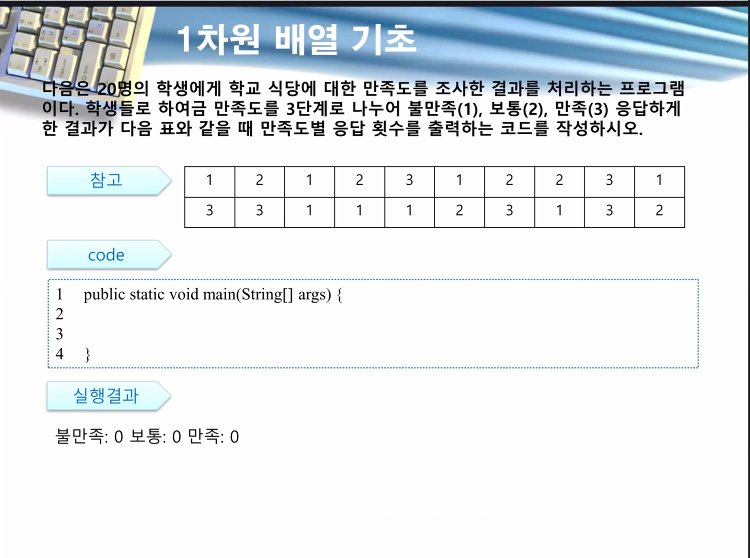 1차원 배열 기초
다음은 20명의 학생에게 학교 식당에 대한 만족도를 조사한 결과를 처리하는 프로그램
이다. 학생들로 하여금 만족도를 3단계로 나누어 불만족(1), 보통(2), 만족(3) 응답하게
한 결과가 다음 표와 같을 때 만족도별 응답 횟수를 출력하는 코드를 작성하시오.
참고
1 2 1 2 3 1 2 2 3 1
3 3 1 1 1 2 3 1 3 2
code
1 public static void main(String[] args) {
2
3
4 }
실행결과
불만족: 0 보통: 0 만족: 0